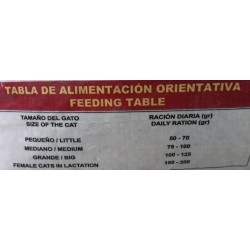 TABLA DE ALIMENTACIÓN ORIENTATIVA
FEEDING TABLE
TAMAÑO DEL GATO RACIÓN DIARIA (gr)
SIZE OF THE CAT DAILY RATION (gr)
PEQUEÑO / LITTLE 50 - 70
MEDIANO / MEDIUM 75 - 100
GRANDE / BIG 100 - 125
FEMALE CATS IN LACTATION